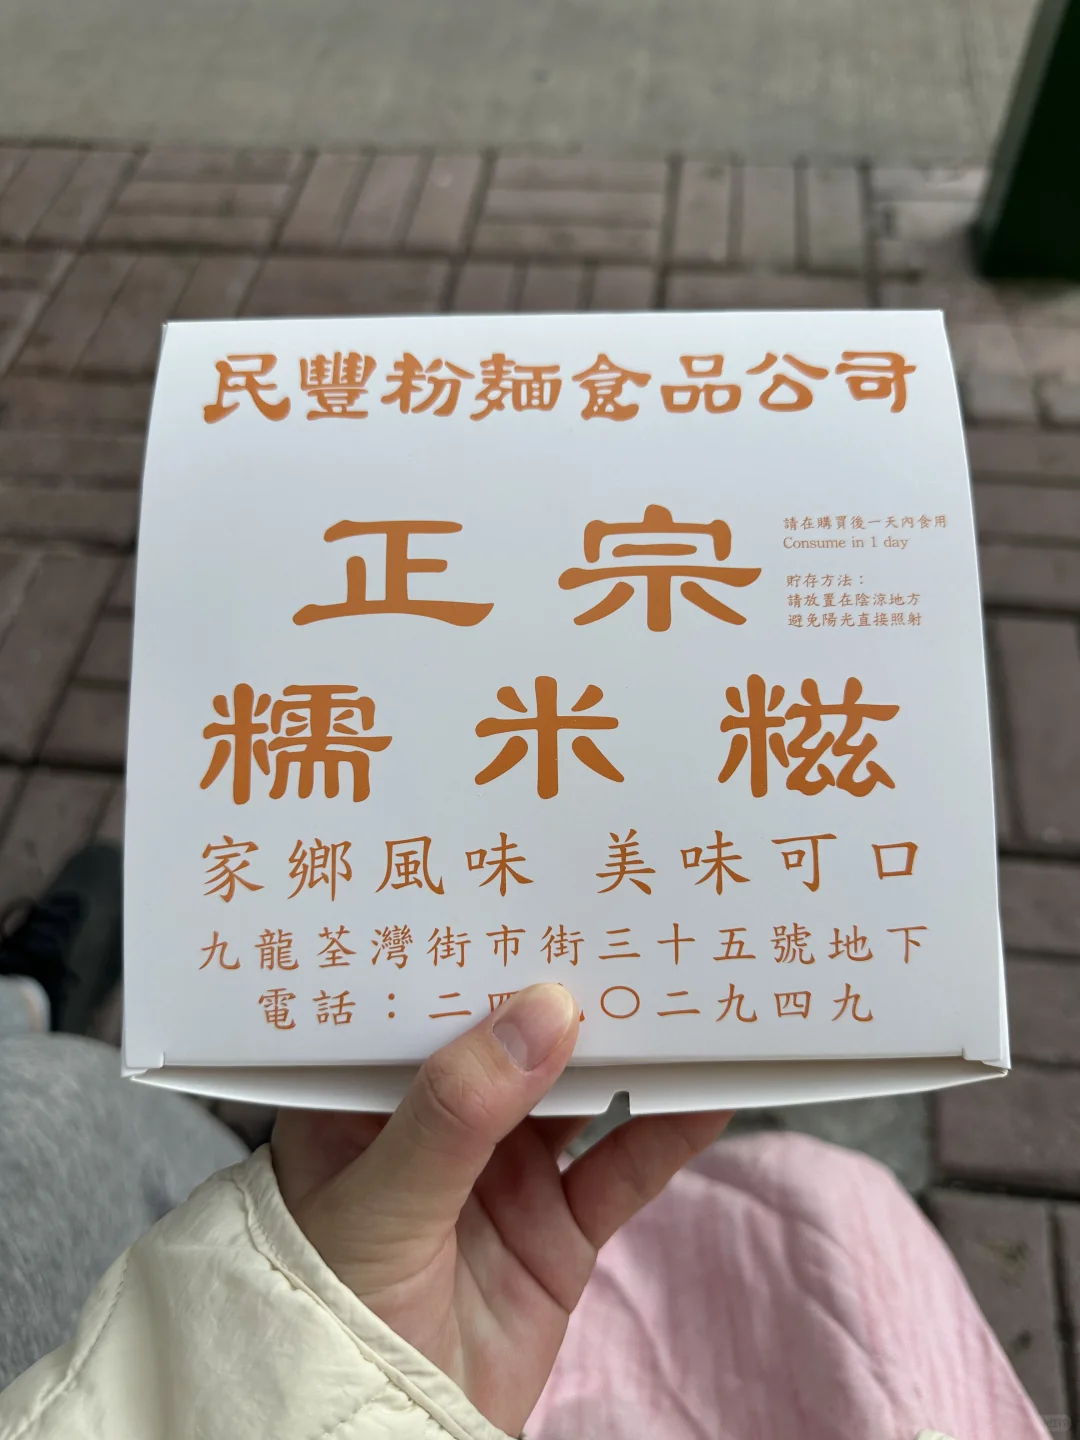 民豐粉麵食品公司
正宗
請在購買後一天內食用
Consume in 1 day
貯存方法：
請放置在陰涼地方
避免陽光直接照射
糯米糍
家鄉風味 美味可口
九龍荃灣街市街三十五號地下
電話：二四九〇二九四九